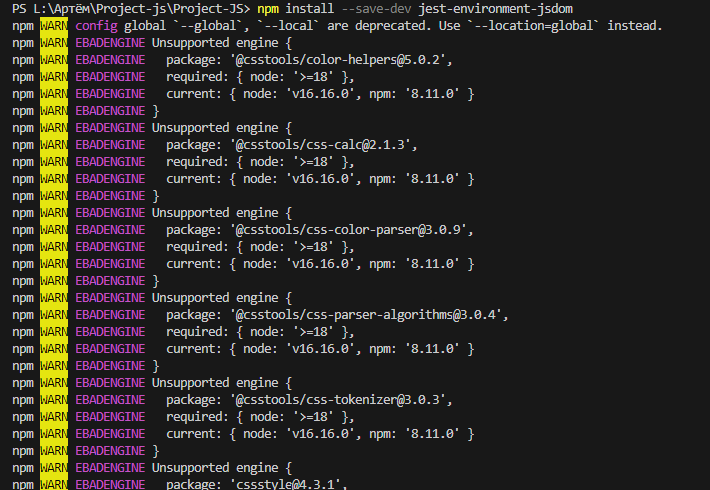 PS L:\Артём\Project-js\Project-JS> npm install --save-dev jest-environment-jsdom
npm WARN config global `--global`, `--local` are deprecated. Use `--location=global` instead.
npm WARN EBADENGINE Unsupported engine {
npm WARN EBADENGINE   package: '@csstools/color-helpers@5.0.2',
npm WARN EBADENGINE   required: { node: '>=18' },
npm WARN EBADENGINE   current: { node: 'v16.16.0', npm: '8.11.0' }
npm WARN EBADENGINE }
npm WARN EBADENGINE Unsupported engine {
npm WARN EBADENGINE   package: '@csstools/css-calc@2.1.3',
npm WARN EBADENGINE   required: { node: '>=18' },
npm WARN EBADENGINE   current: { node: 'v16.16.0', npm: '8.11.0' }
npm WARN EBADENGINE }
npm WARN EBADENGINE Unsupported engine {
npm WARN EBADENGINE   package: '@csstools/css-color-parser@3.0.9',
npm WARN EBADENGINE   required: { node: '>=18' },
npm WARN EBADENGINE   current: { node: 'v16.16.0', npm: '8.11.0' }
npm WARN EBADENGINE }
npm WARN EBADENGINE Unsupported engine {
npm WARN EBADENGINE   package: '@csstools/css-parser-algorithms@3.0.4',
npm WARN EBADENGINE   required: { node: '>=18' },
npm WARN EBADENGINE   current: { node: 'v16.16.0', npm: '8.11.0' }
npm WARN EBADENGINE }
npm WARN EBADENGINE Unsupported engine {
npm WARN EBADENGINE   package: '@csstools/css-tokenizer@3.0.3',
npm WARN EBADENGINE   required: { node: '>=18' },
npm WARN EBADENGINE   current: { node: 'v16.16.0', npm: '8.11.0' }
npm WARN EBADENGINE }
npm WARN EBADENGINE Unsupported engine {
npm WARN EBADENGINE   package: 'cssstyle@4.3.1',